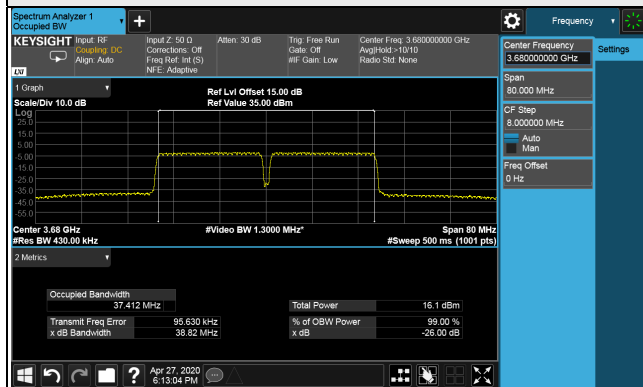 Spectrum Analyzer 1
Occupied BW
Frequency
KEYSIGHT Input: RF
Coupling: DC
Align: Auto
Input Z: 50 Ω
Corrections: Off
Freq Ref: Int (S)
NFE: Adaptive
Atten: 30 dB
Trig: Free Run
Gate: Off
#IF Gain: Low
Center Freq: 3.680000000 GHz
Avg|Hold:>10/10
Radio Std: None
LXI
Center Frequency
3.680000000 GHz
Settings
Span
80.000 MHz
CF Step
8.000000 MHz
Auto
Man
Freq Offset
0 Hz
1 Graph
Scale/Div 10.0 dB
Ref Lvl Offset 15.00 dB
Ref Value 35.00 dBm
Log
25.0
15.0
5.00
-5.00
-15.0
-25.0
-35.0
-45.0
-55.0
Center 3.68 GHz
#Video BW 1.3000 MHz*
Span 80 MHz
#Res BW 430.00 kHz
#Sweep 500 ms (1001 pts)
2 Metrics
Occupied Bandwidth
37.412 MHz
Total Power 16.1 dBm
Transmit Freq Error 95.630 kHz
% of OBW Power 99.00 %
x dB Bandwidth 38.82 MHz
x dB -26.00 dB
?
Apr 27, 2020
6:13:04 PM